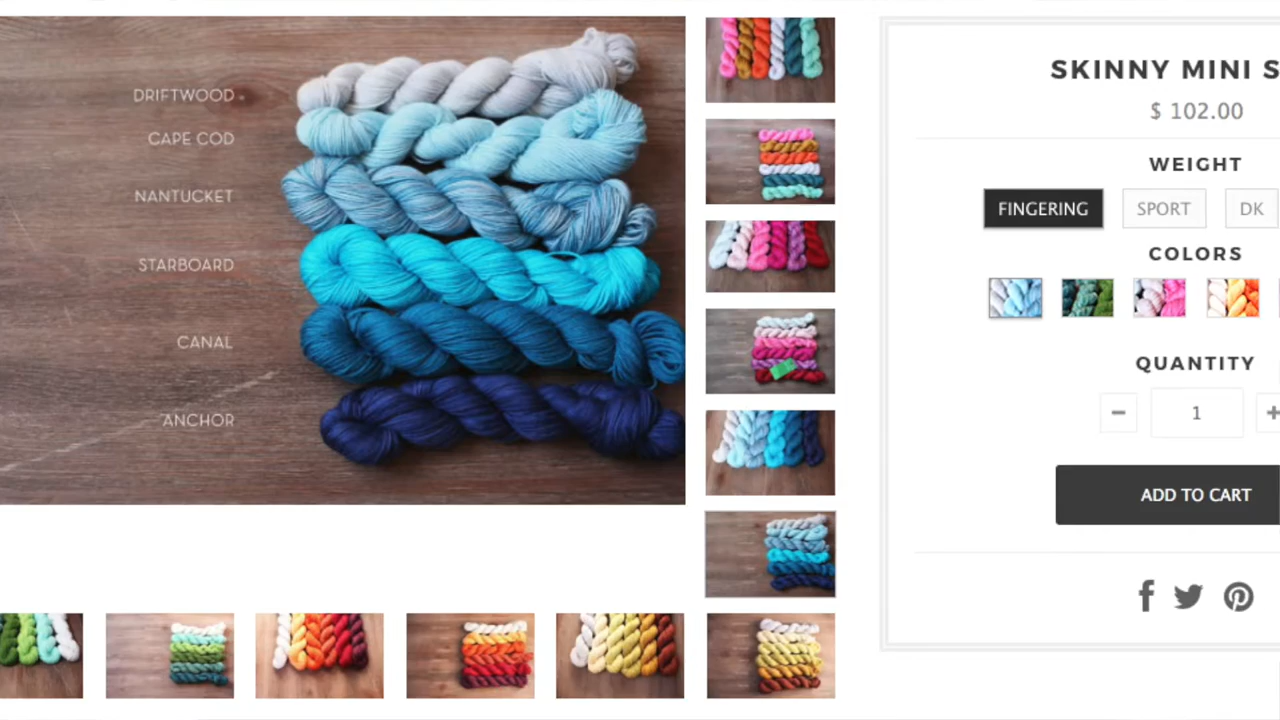 DRIFTWOOD
CAPE COD
NANTUCKET
STARBOARD
CANAL
ANCHOR
SKINNY MINI S
$ 102.00
WEIGHT
FINGERING SPORT DK
COLORS
QUANTITY
− 1 +
ADD TO CART